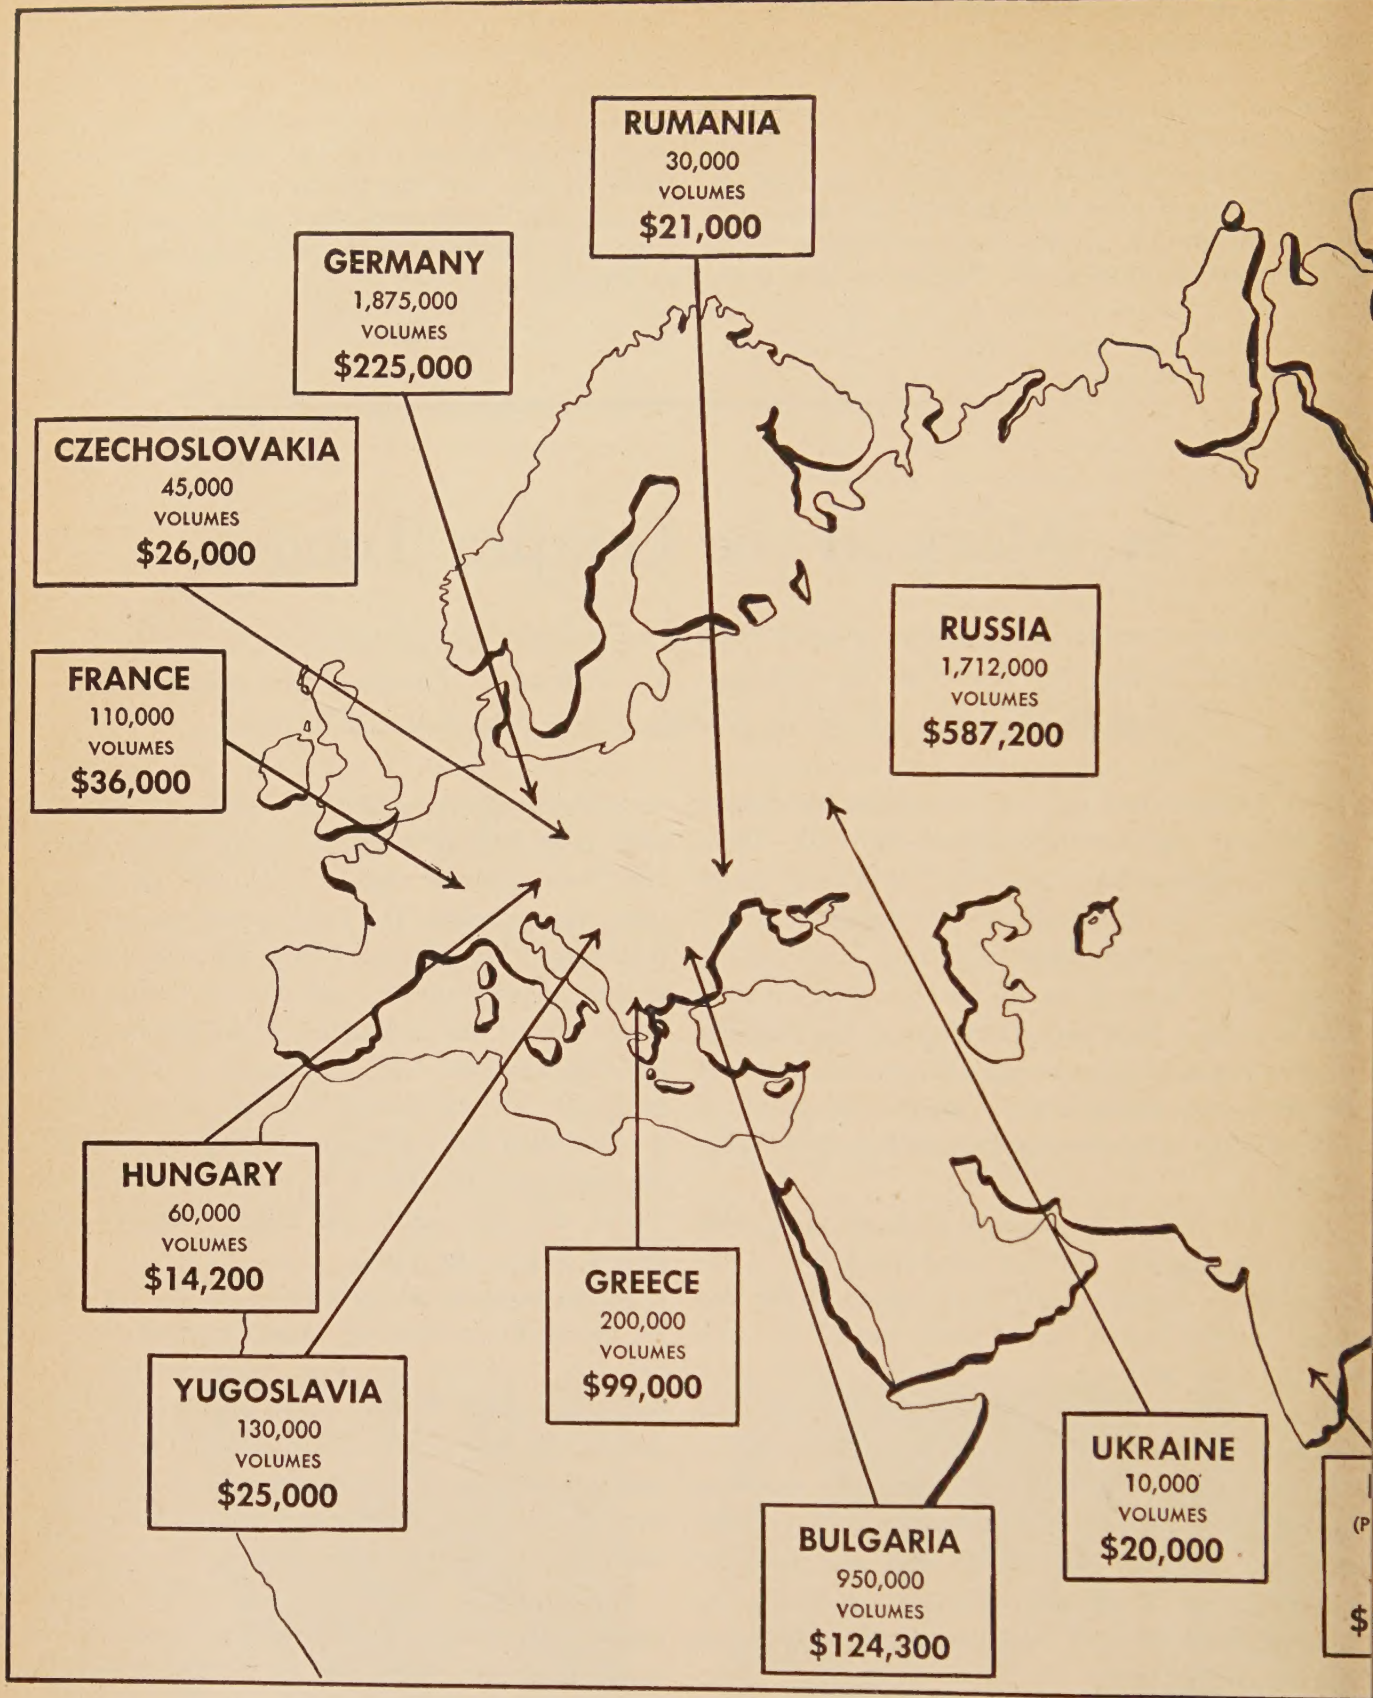 RUMANIA
30,000
VOLUMES
$21,000
GERMANY
1,875,000
VOLUMES
$225,000
CZECHOSLOVAKIA
45,000
VOLUMES
$26,000
FRANCE
110,000
VOLUMES
$36,000
RUSSIA
1,712,000
VOLUMES
$587,200
HUNGARY
60,000
VOLUMES
$14,200
GREECE
200,000
VOLUMES
$99,000
YUGOSLAVIA
130,000
VOLUMES
$25,000
UKRAINE
10,000
VOLUMES
$20,000
BULGARIA
950,000
VOLUMES
$124,300
(P
$